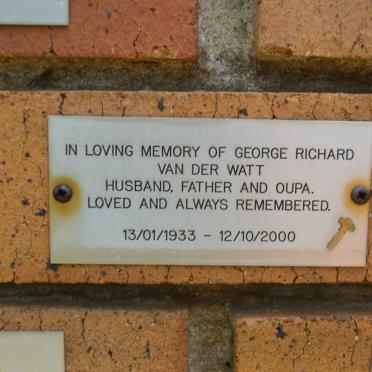 IN LOVING MEMORY OF GEORGE RICHARD
VAN DER WATT
HUSBAND, FATHER AND OUPA.
LOVED AND ALWAYS REMEMBERED.
13/01/1933 - 12/10/2000